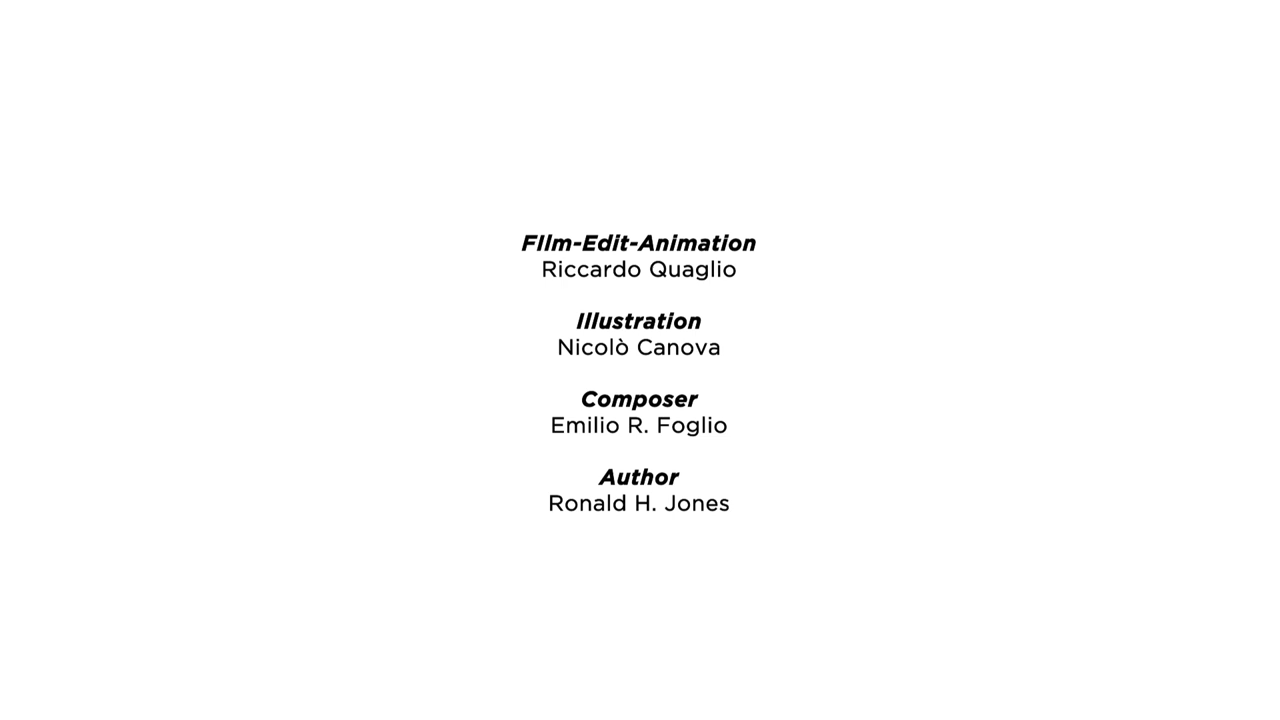 FIlm-Edit-Animation
Riccardo Quaglio
Illustration
Nicolò Canova
Composer
Emilio R. Foglio
Author
Ronald H. Jones